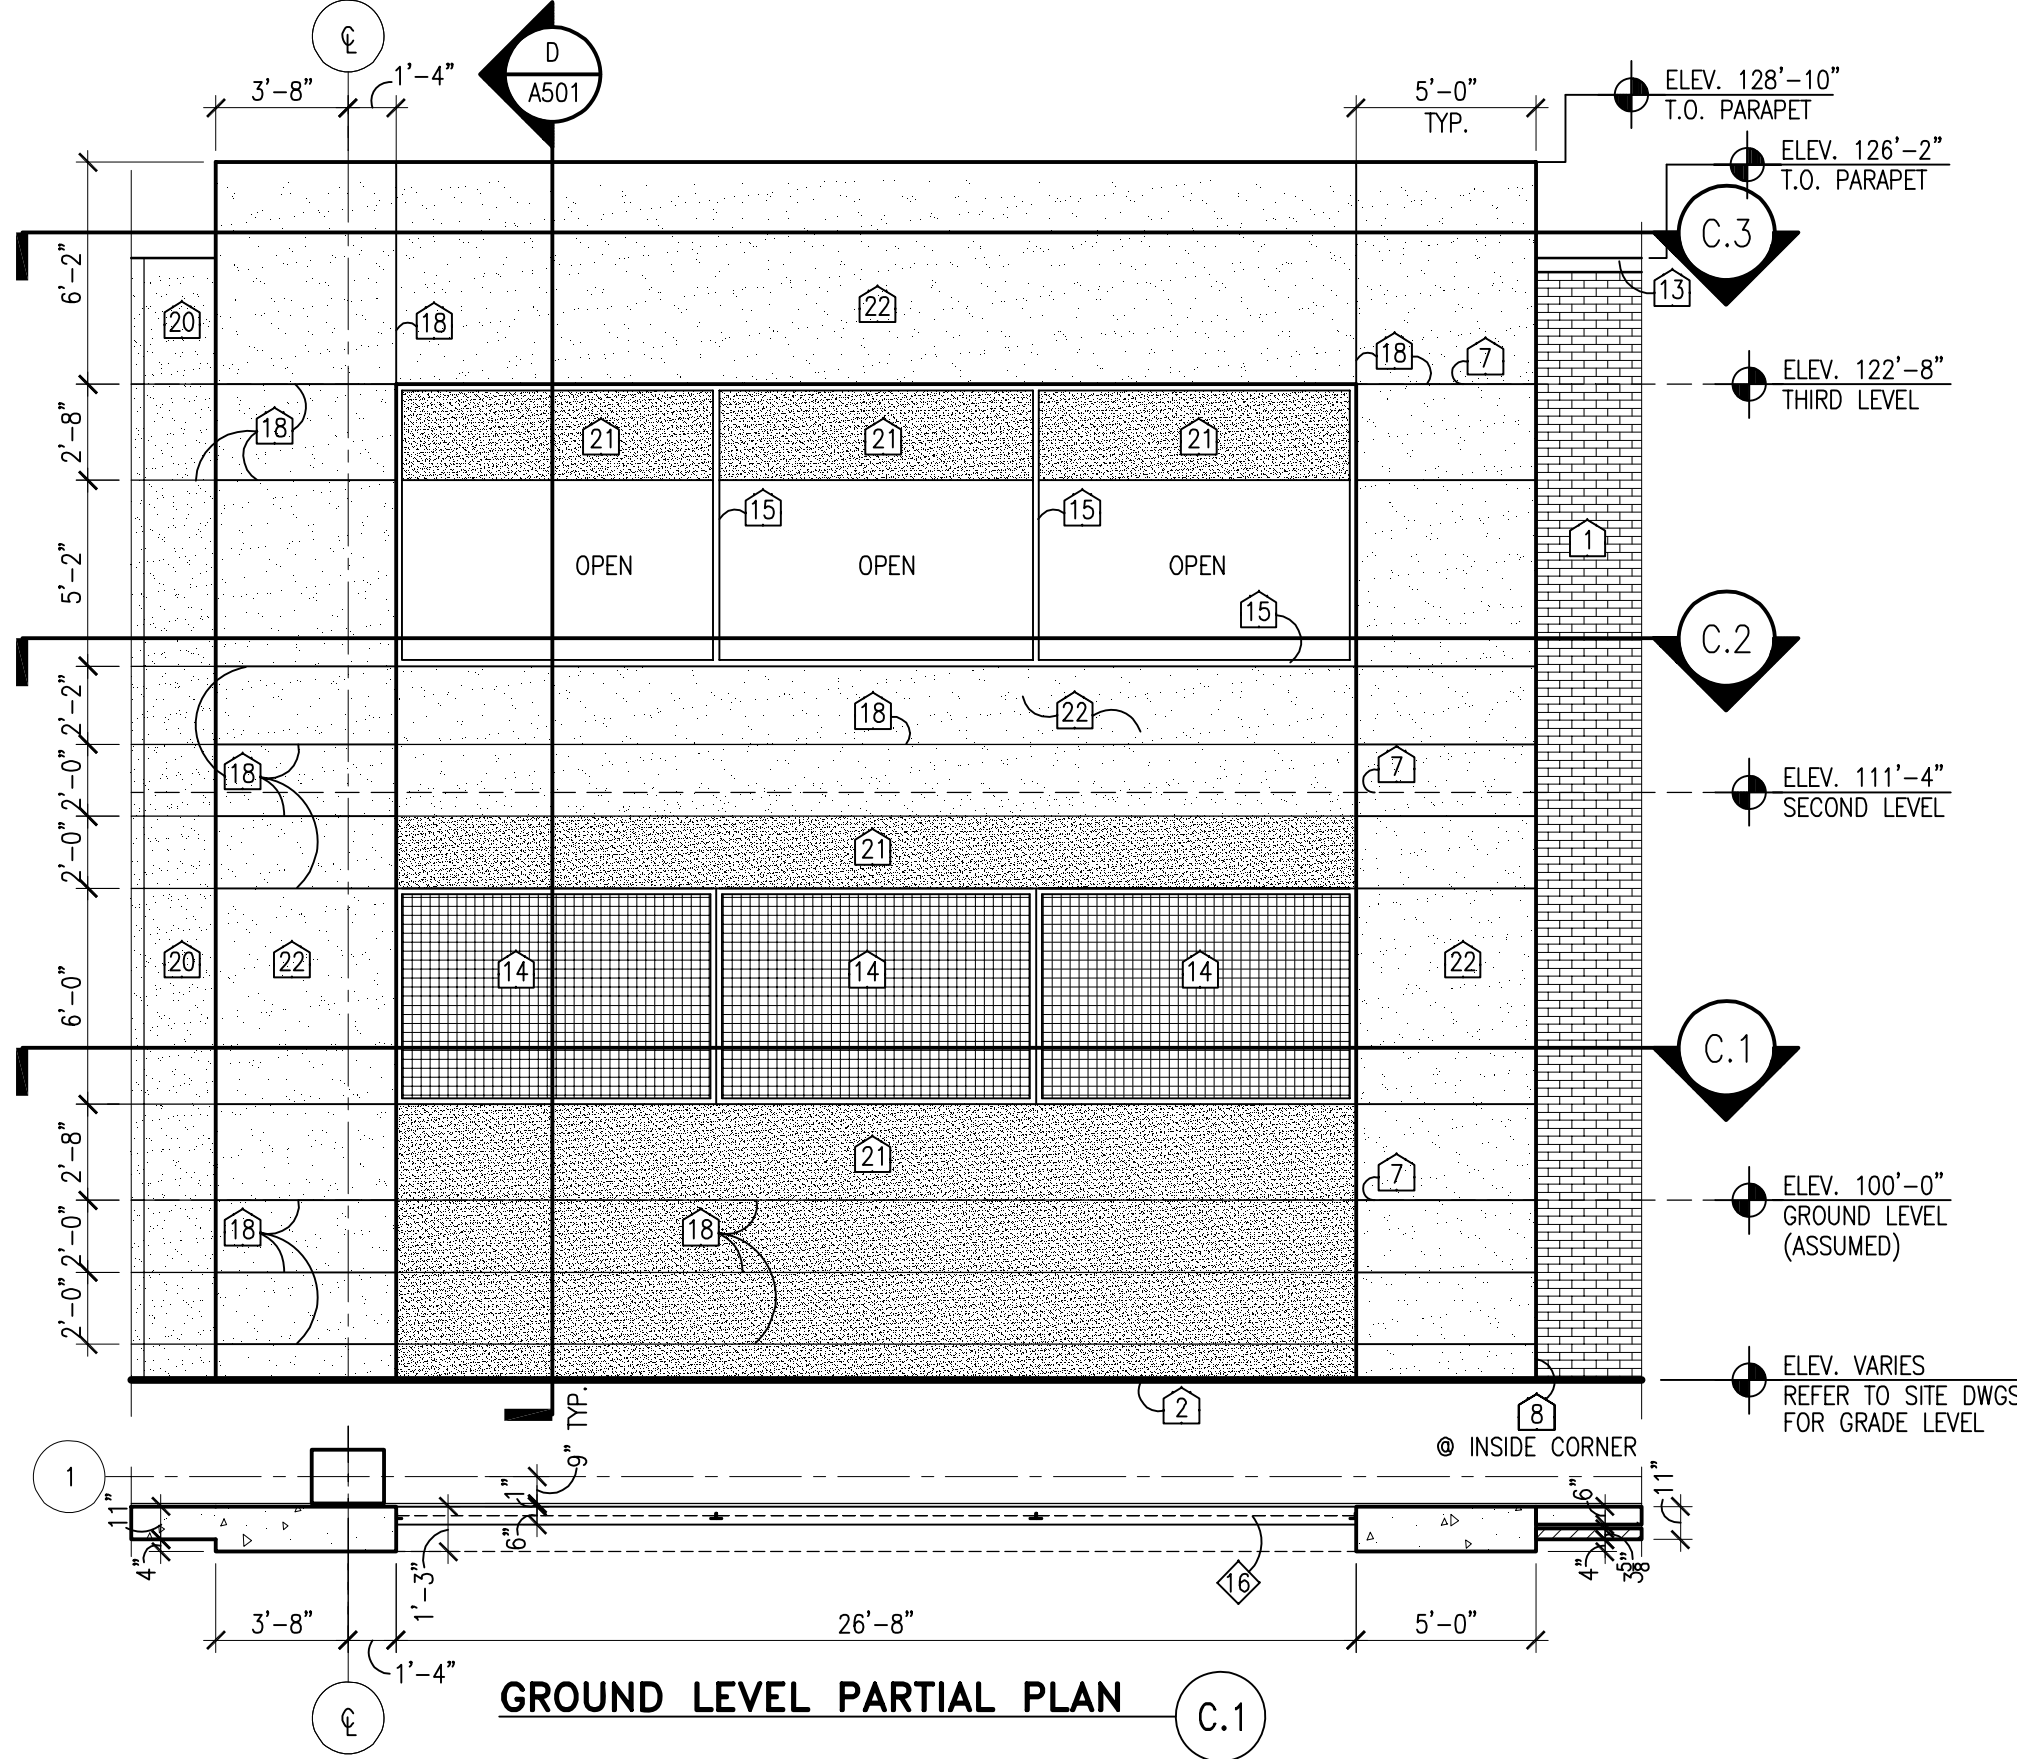 ℄
D
A501
3'-8"
1'-4"
5'-0"
TYP.
ELEV. 128'-10"
T.O. PARAPET
ELEV. 126'-2"
T.O. PARAPET
C.3
6'-2"
20
18
22
13
18
7
ELEV. 122'-8"
THIRD LEVEL
2'-8"
18
21
21
21
15
15
1
5'-2"
OPEN
OPEN
OPEN
15
C.2
2'-2"
18
22
2'-0"
18
7
ELEV. 111'-4"
SECOND LEVEL
2'-0"
21
20
22
14
14
14
22
6'-0"
C.1
2'-8"
21
7
ELEV. 100'-0"
GROUND LEVEL
(ASSUMED)
2'-0"
18
18
2'-0"
ELEV. VARIES
REFER TO SITE DWGS
FOR GRADE LEVEL
TYP.
2
8
@ INSIDE CORNER
1
11"
4"
1'-3"
9"
1"
6"
16
6"
11"
4"
3 5/8"
3'-8"
1'-4"
26'-8"
5'-0"
℄
GROUND LEVEL PARTIAL PLAN
C.1